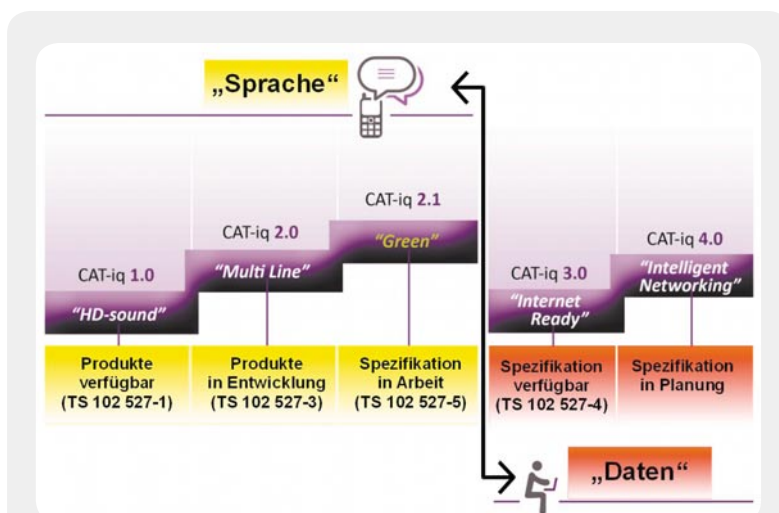 „Sprache“
CAT-iq 1.0
"HD-sound"
Produkte
verfügbar
(TS 102 527-1)
CAT-iq 2.0
"Multi Line"
Produkte
in Entwicklung
(TS 102 527-3)
CAT-iq 2.1
"Green"
Spezifikation
in Arbeit
(TS 102 527-5)
CAT-iq 3.0
"Internet
Ready"
Spezifikation
verfügbar
(TS 102 527-4)
CAT-iq 4.0
"Intelligent
Networking"
Spezifikation
in Planung
„Daten“